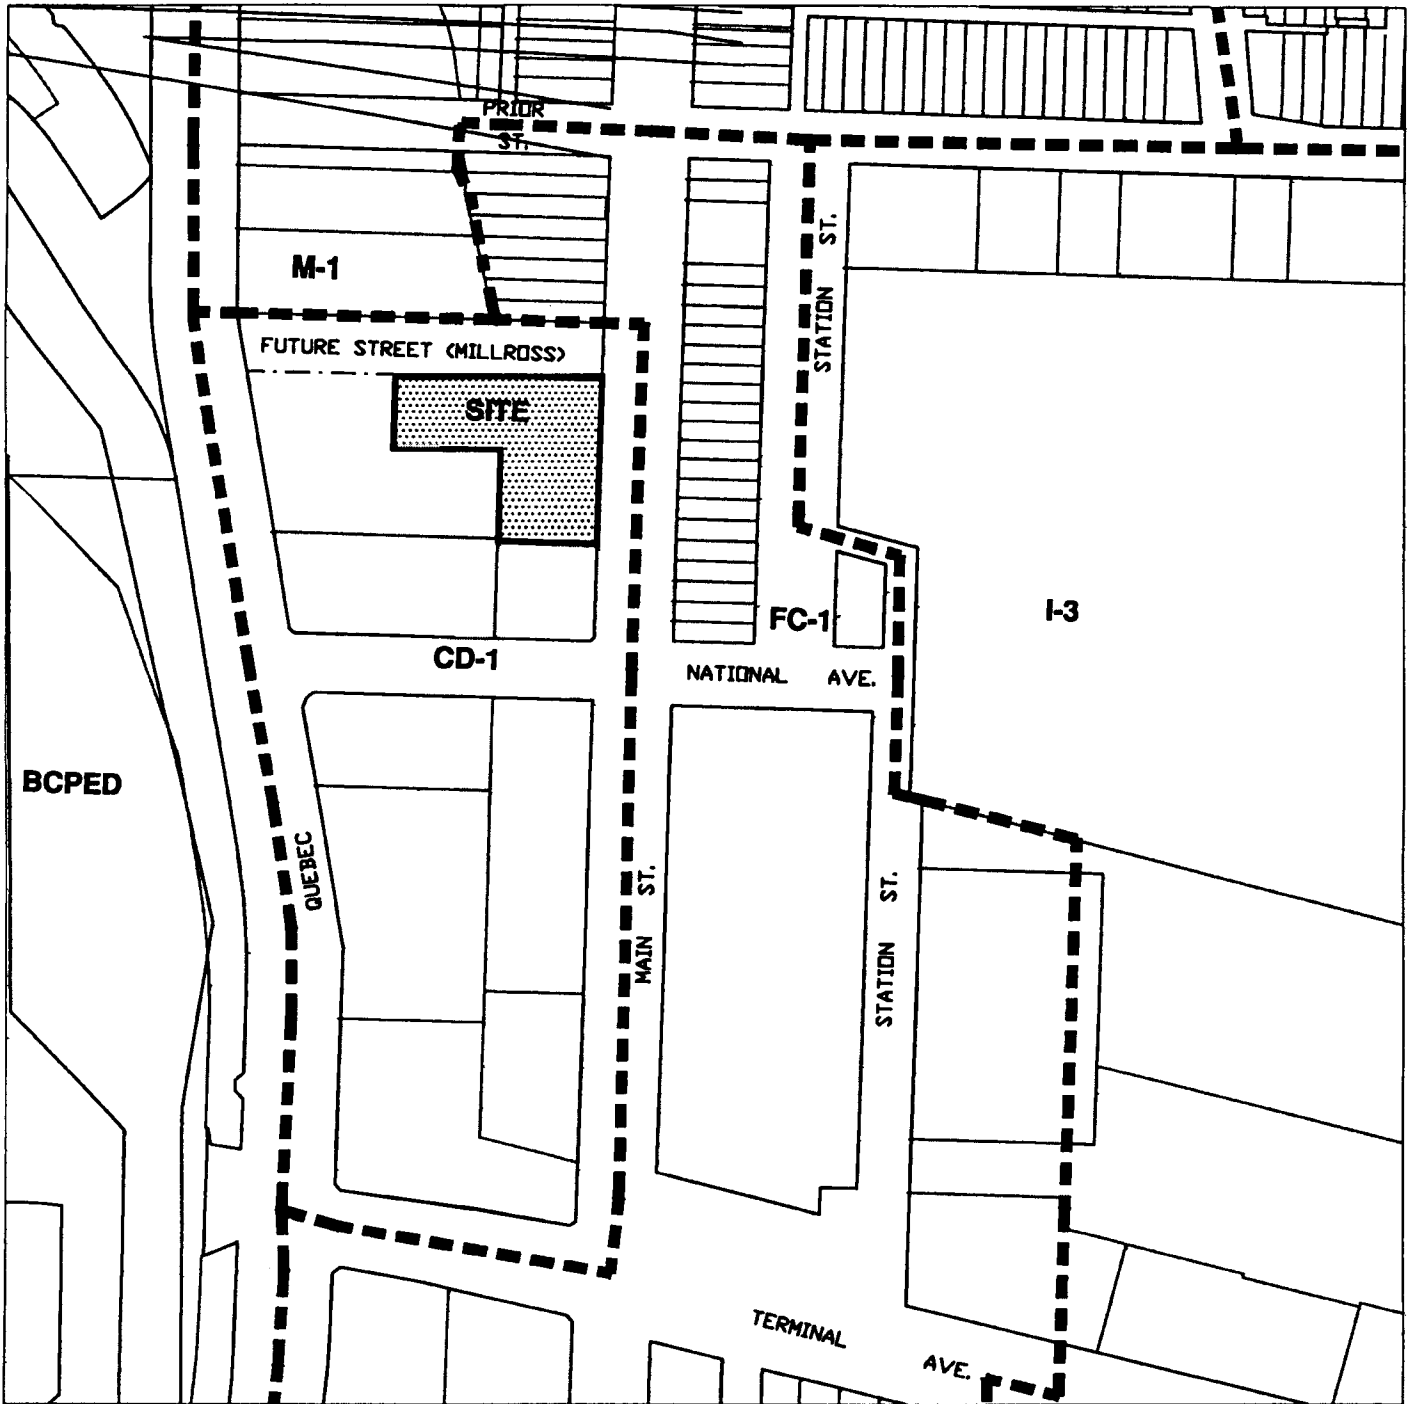 PRIOR
ST.
STATION ST.
M-1
FUTURE STREET (MILLROSS)
SITE
FC-1
I-3
CD-1
NATIONAL AVE.
BCPED
QUEBEC
MAIN ST.
STATION ST.
TERMINAL AVE.